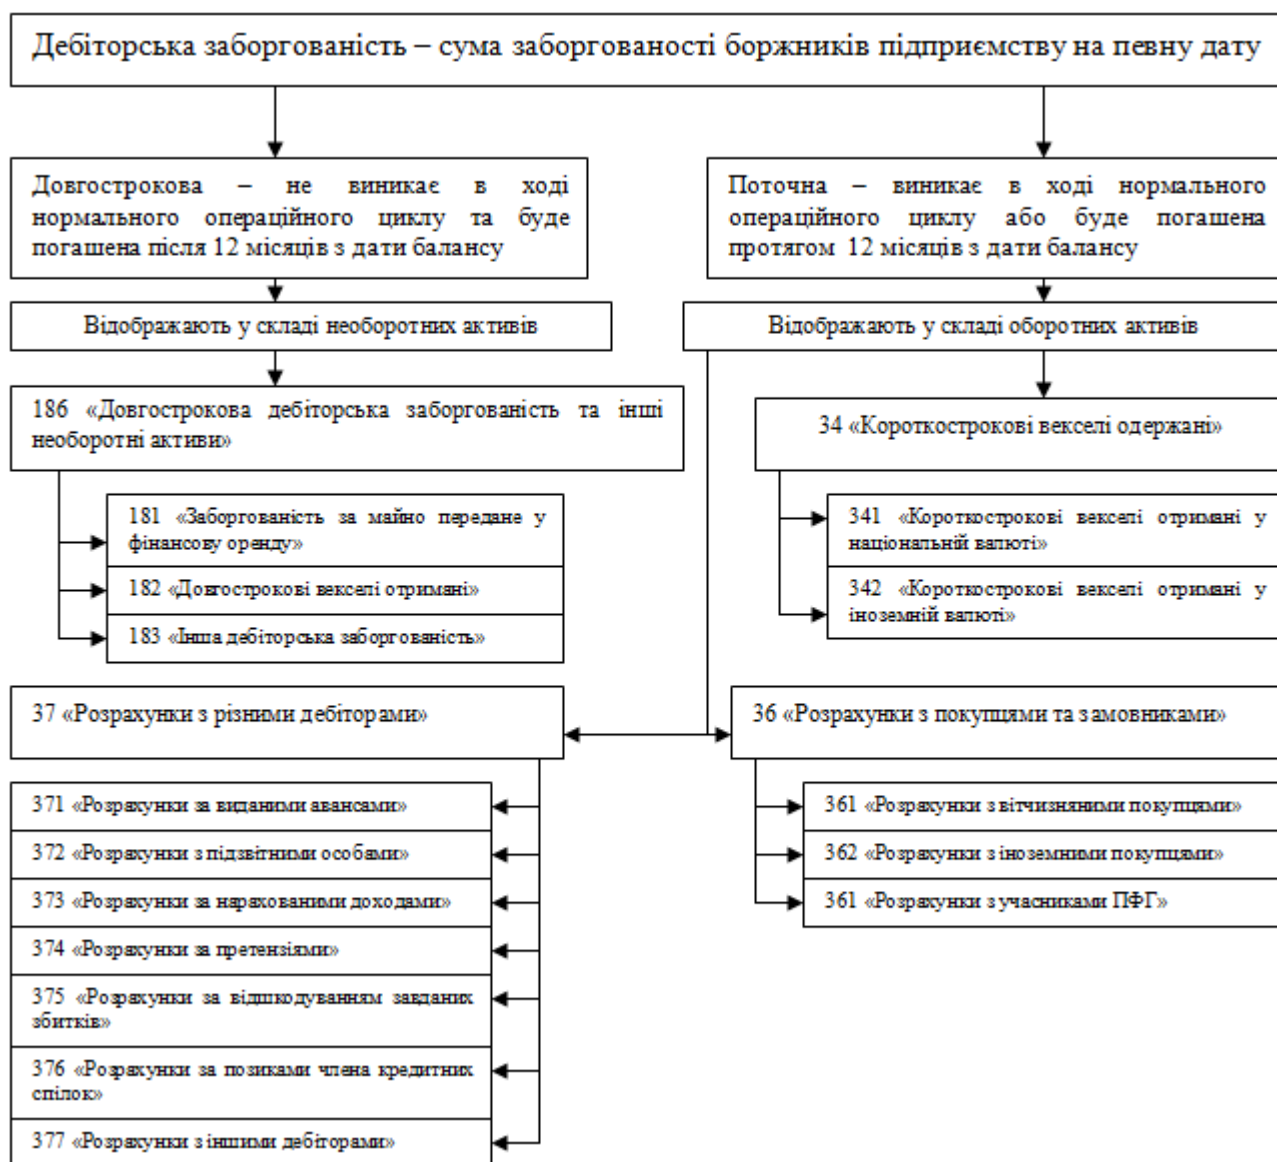 Дебіторська заборгованість – сума заборгованості боржників підприємству на певну дату
Довгострокова – не виникає в ході
нормального операційного циклу та буде
погашена після 12 місяців з дати балансу
Поточна – виникає в ході нормального
операційного циклу або буде погашена
протягом 12 місяців з дати балансу
Відображають у складі необоротних активів
Відображають у складі оборотних активів
186 «Довгострокова дебіторська заборгованість та інші
необоротні активи»
34 «Короткострокові векселі одержані»
181 «Заборгованість за майно передане у
фінансову оренду»
182 «Довгострокові векселі отримані»
183 «Інша дебіторська заборгованість»
341 «Короткострокові векселі отримані у
національній валюті»
342 «Короткострокові векселі отримані у
іноземній валюті»
37 «Розрахунки з різними дебіторами»
36 «Розрахунки з покупцями та замовниками»
371 «Розрахунки за виданими авансами»
372 «Розрахунки з підзвітними особами»
373 «Розрахунки за нарахованими доходами»
374 «Розрахунки за претензіями»
375 «Розрахунки за відшкодуванням завданих
збитків»
376 «Розрахунки за позиками члена кредитних
спілок»
377 «Розрахунки з іншими дебіторами»
361 «Розрахунки з вітчизняними покупцями»
362 «Розрахунки з іноземними покупцями»
361 «Розрахунки з учасниками ПФГ»